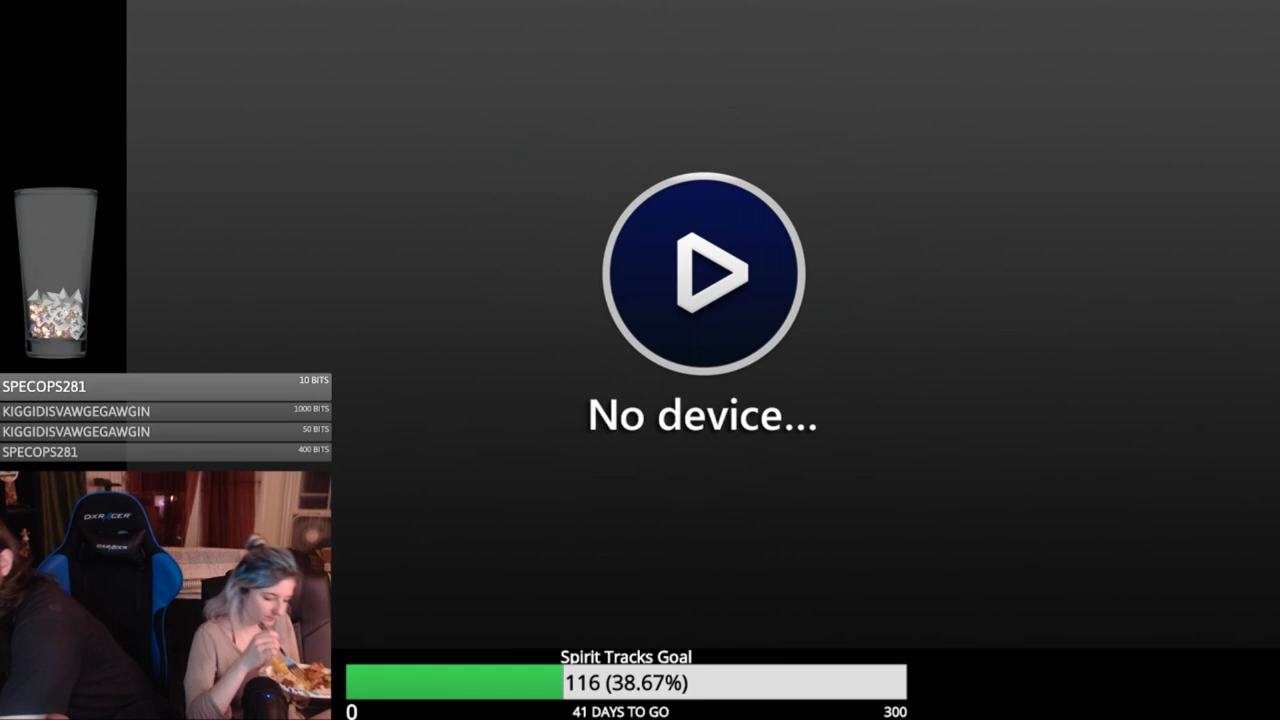 No device...
SPECOPS281 10 BITS
KIGGIDISVAWGEGAWGIN 1000 BITS
KIGGIDISVAWGEGAWGIN 50 BITS
SPECOPS281 400 BITS
DXRACER
DXRACER
Spirit Tracks Goal
116 (38.67%)
0 41 DAYS TO GO 300